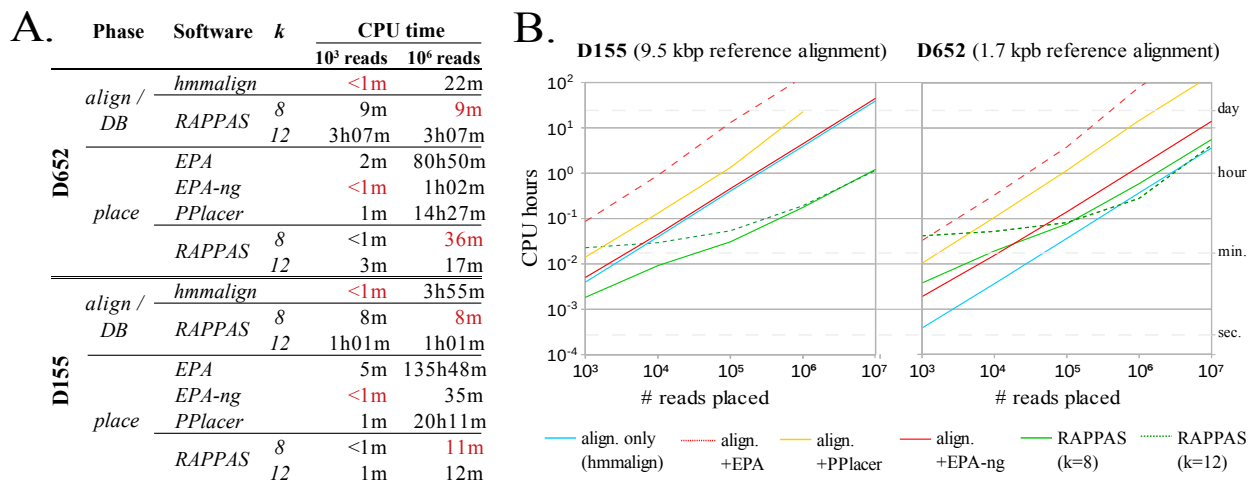 A.
Phase Software k CPU time
10³ reads 10⁶ reads
D652
align / DB
hmmalign <1m 22m
RAPPAS 8 9m 9m
12 3h07m 3h07m
place
EPA 2m 80h50m
EPA-ng <1m 1h02m
PPlacer 1m 14h27m
RAPPAS 8 <1m 36m
12 3m 17m
D155
align / DB
hmmalign <1m 3h55m
RAPPAS 8 8m 8m
12 1h01m 1h01m
place
EPA 5m 135h48m
EPA-ng <1m 35m
PPlacer 1m 20h11m
RAPPAS 8 <1m 11m
12 1m 12m
B.
D155 (9.5 kbp reference alignment)
D652 (1.7 kpb reference alignment)
CPU hours
10²
10¹
10⁰
10⁻¹
10⁻²
10⁻³
10⁻⁴
day
hour
min.
sec.
10³ 10⁴ 10⁵ 10⁶ 10⁷
# reads placed
10³ 10⁴ 10⁵ 10⁶ 10⁷
# reads placed
align. only
(hmmalign)
align.
+EPA
align.
+PPlacer
align.
+EPA-ng
RAPPAS
(k=8)
RAPPAS
(k=12)